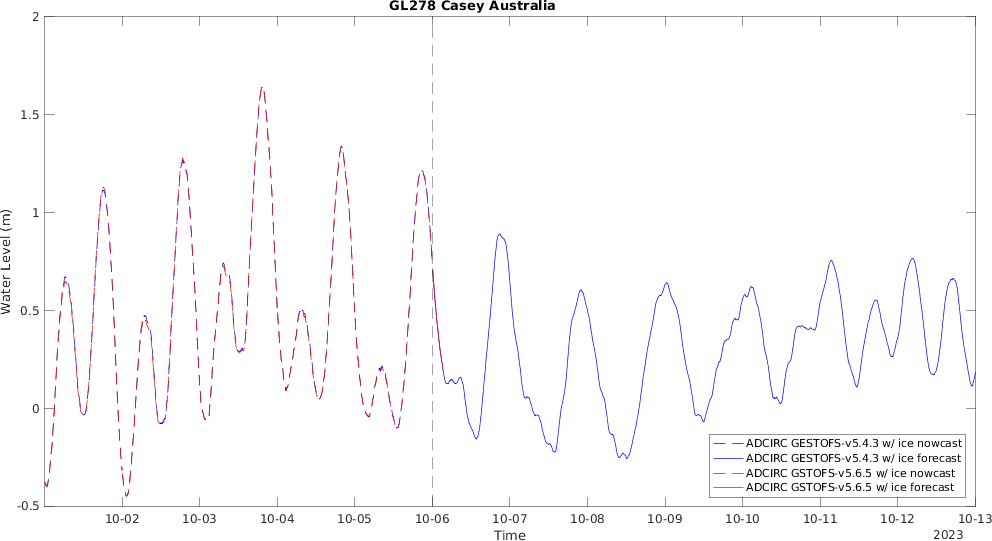 GL278 Casey Australia
Water Level (m)
2
1.5
1
0.5
0
-0.5
10-02 10-03 10-04 10-05 10-06 10-07 10-08 10-09 10-10 10-11 10-12 10-13
Time
2023
ADCIRC GESTOFS-v5.4.3 w/ ice nowcast
ADCIRC GESTOFS-v5.4.3 w/ ice forecast
ADCIRC GSTOFS-v5.6.5 w/ ice nowcast
ADCIRC GSTOFS-v5.6.5 w/ ice forecast